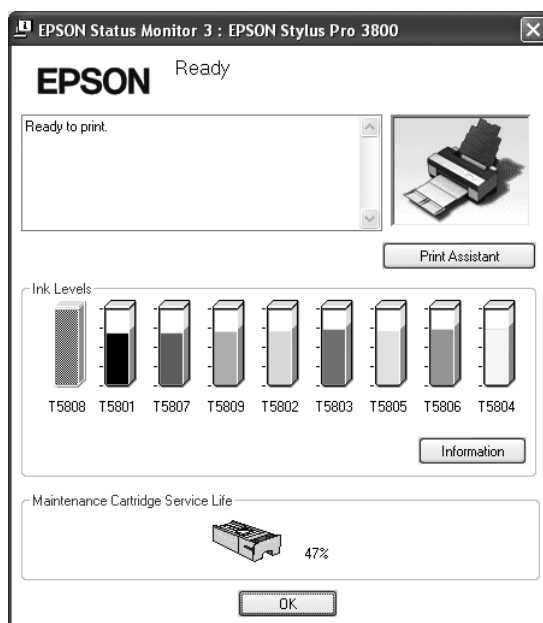 EPSON Status Monitor 3 : EPSON Stylus Pro 3800
EPSON
Ready
Ready to print.
Print Assistant
Ink Levels
T5808 T5801 T5807 T5809 T5802 T5803 T5805 T5806 T5804
Information
Maintenance Cartridge Service Life
47%
OK